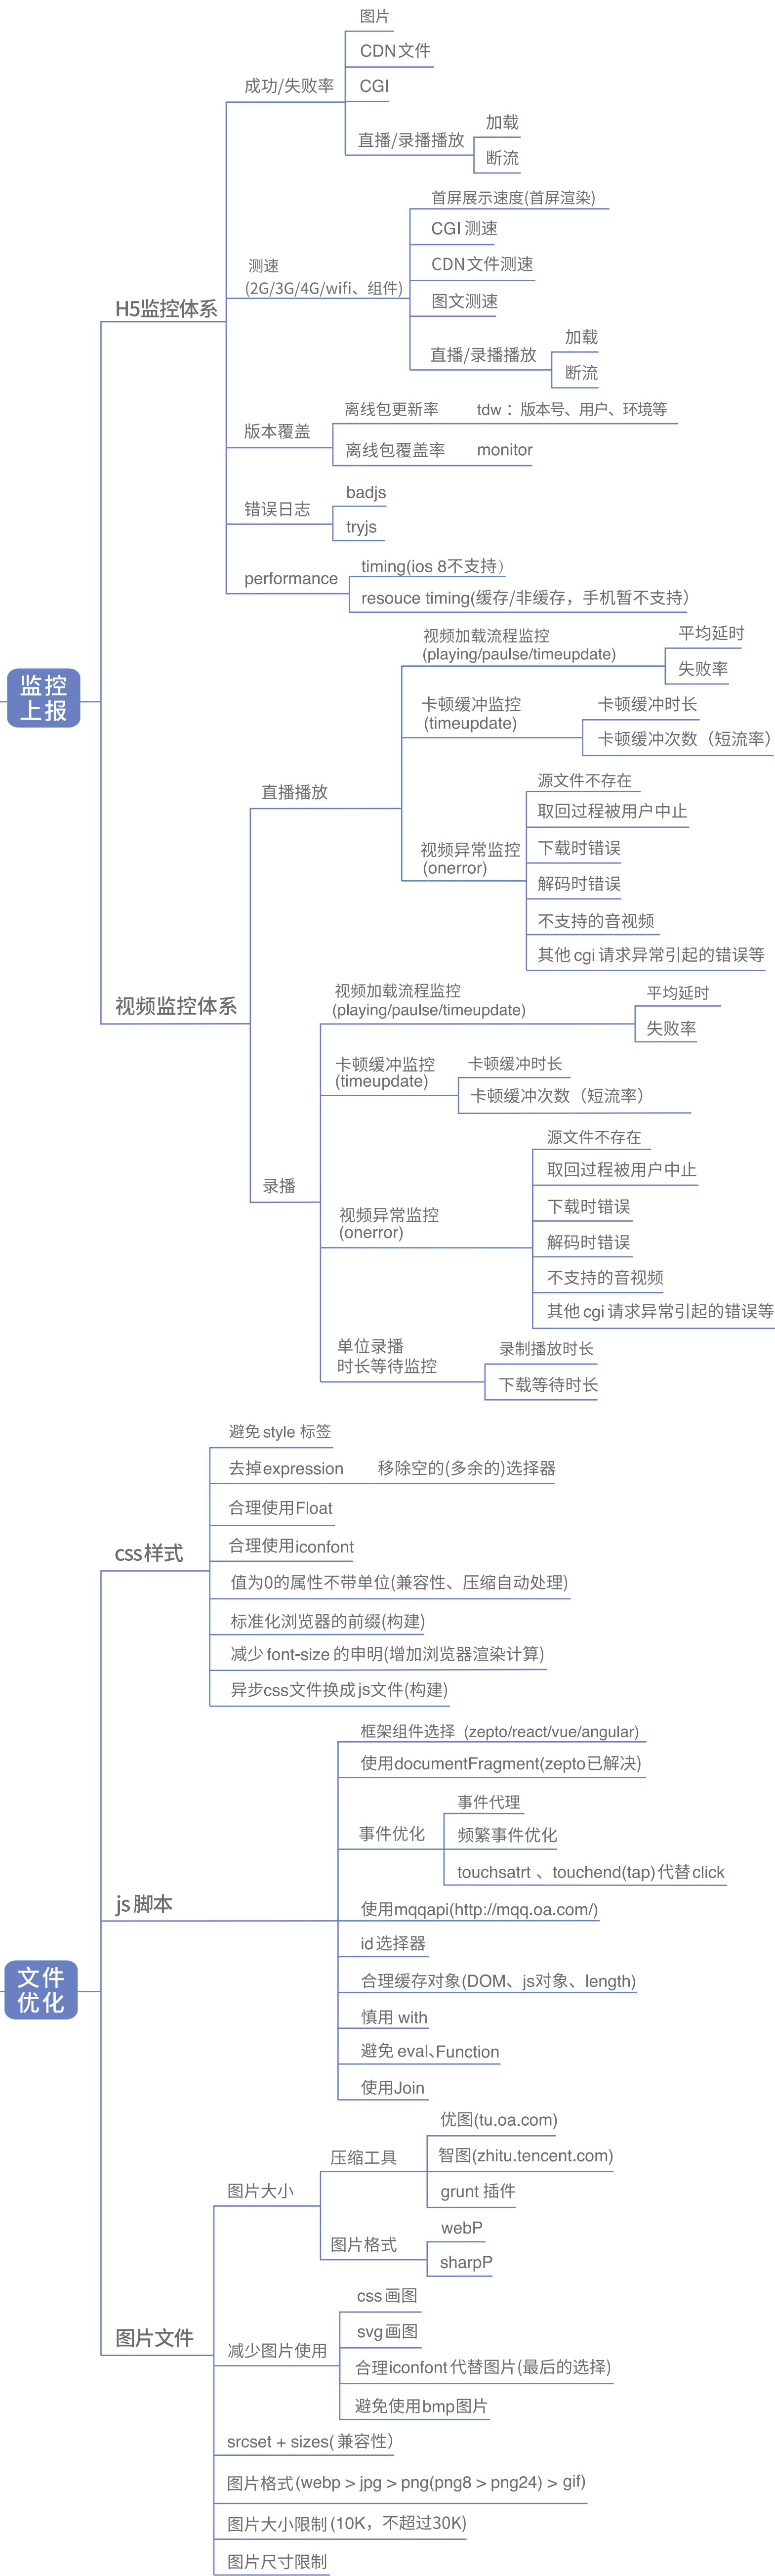 监控
上报
H5监控体系
成功/失败率
图片
CDN文件
CGI
直播/录播播放
加载
断流
测速
(2G/3G/4G/wifi、组件)
首屏展示速度(首屏渲染)
CGI 测速
CDN文件测速
图文测速
直播/录播播放
加载
断流
版本覆盖
离线包更新率 tdw：版本号、用户、环境等
离线包覆盖率 monitor
错误日志
badjs
tryjs
performance
timing(ios 8不支持)
resouce timing(缓存/非缓存，手机暂不支持)
视频监控体系
直播播放
视频加载流程监控
(playing/paulse/timeupdate)
平均延时
失败率
卡顿缓冲监控
(timeupdate)
卡顿缓冲时长
卡顿缓冲次数（短流率）
视频异常监控
(onerror)
源文件不存在
取回过程被用户中止
下载时错误
解码时错误
不支持的音视频
其他 cgi 请求异常引起的错误等
录播
视频加载流程监控
(playing/paulse/timeupdate)
平均延时
失败率
卡顿缓冲监控
(timeupdate)
卡顿缓冲时长
卡顿缓冲次数（短流率）
视频异常监控
(onerror)
源文件不存在
取回过程被用户中止
下载时错误
解码时错误
不支持的音视频
其他 cgi 请求异常引起的错误等
单位录播
时长等待监控
录制播放时长
下载等待时长
文件
优化
css样式
避免 style 标签
去掉expression 移除空的(多余的)选择器
合理使用Float
合理使用iconfont
值为0的属性不带单位(兼容性、压缩自动处理)
标准化浏览器的前缀(构建)
减少 font-size 的申明(增加浏览器渲染计算)
异步css文件换成js文件(构建)
js 脚本
框架组件选择 (zepto/react/vue/angular)
使用documentFragment(zepto已解决)
事件优化
事件代理
频繁事件优化
touchsatrt 、touchend(tap)代替click
使用mqqapi(http://mqq.oa.com/)
id 选择器
合理缓存对象(DOM、js对象、length)
慎用 with
避免 eval、Function
使用Join
图片文件
图片大小
压缩工具
优图(tu.oa.com)
智图(zhitu.tencent.com)
grunt 插件
图片格式
webP
sharpP
减少图片使用
css画图
svg画图
合理iconfont 代替图片(最后的选择)
避免使用bmp图片
srcset + sizes(兼容性)
图片格式(webp > jpg > png(png8 > png24) > gif)
图片大小限制 (10K，不超过30K)
图片尺寸限制